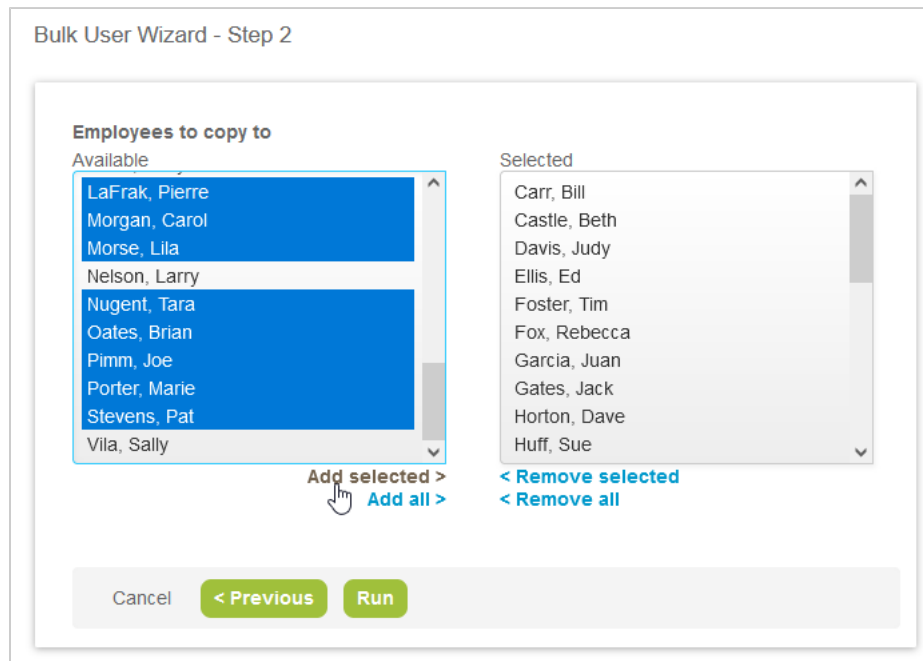 Bulk User Wizard - Step 2
Employees to copy to
Available
LaFrak, Pierre
Morgan, Carol
Morse, Lila
Nelson, Larry
Nugent, Tara
Oates, Brian
Pimm, Joe
Porter, Marie
Stevens, Pat
Vila, Sally
Add selected >
Add all >
Selected
Carr, Bill
Castle, Beth
Davis, Judy
Ellis, Ed
Foster, Tim
Fox, Rebecca
Garcia, Juan
Gates, Jack
Horton, Dave
Huff, Sue
< Remove selected
< Remove all
Cancel < Previous Run